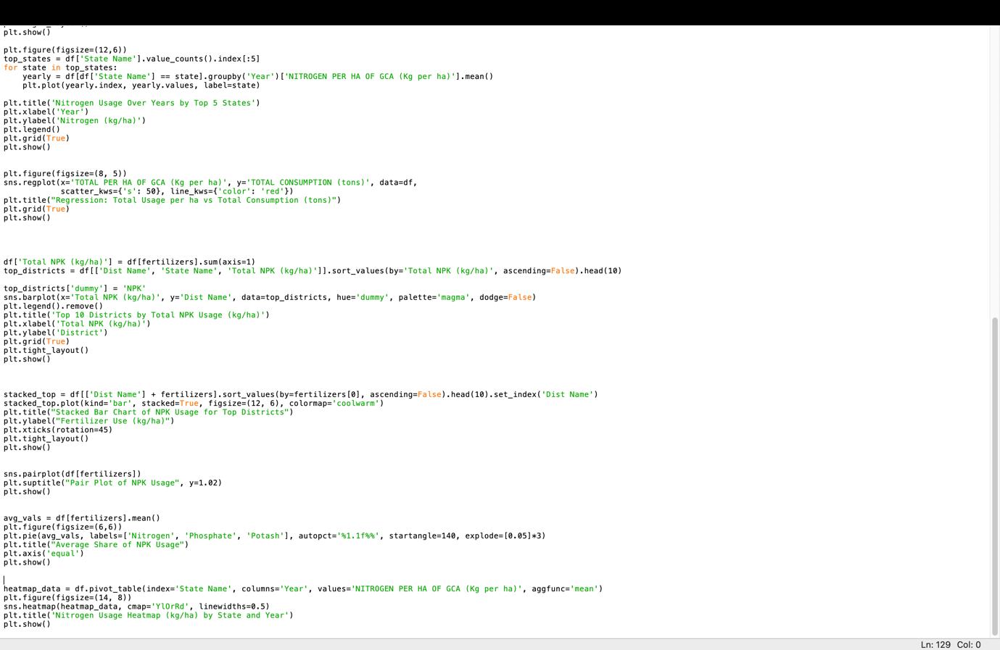 plt.show()
plt.figure(figsize=(12,6))
top_states = df['State Name'].value_counts().index[:5]
for state in top_states:
    yearly = df[df['State Name'] == state].groupby('Year')['NITROGEN PER HA OF GCA (Kg per ha)'].mean()
    plt.plot(yearly.index, yearly.values, label=state)
plt.title('Nitrogen Usage Over Years by Top 5 States')
plt.xlabel('Year')
plt.ylabel('Nitrogen (kg/ha)')
plt.legend()
plt.grid(True)
plt.show()
plt.figure(figsize=(8, 5))
sns.regplot(x='TOTAL PER HA OF GCA (Kg per ha)', y='TOTAL CONSUMPTION (tons)', data=df,
            scatter_kws={'s': 50}, line_kws={'color': 'red'})
plt.title("Regression: Total Usage per ha vs Total Consumption (tons)")
plt.grid(True)
plt.show()
df['Total NPK (kg/ha)'] = df[fertilizers].sum(axis=1)
top_districts = df[['Dist Name', 'State Name', 'Total NPK (kg/ha)']].sort_values(by='Total NPK (kg/ha)', ascending=False).head(10)
top_districts['dummy'] = 'NPK'
sns.barplot(x='Total NPK (kg/ha)', y='Dist Name', data=top_districts, hue='dummy', palette='magma', dodge=False)
plt.legend().remove()
plt.title('Top 10 Districts by Total NPK Usage (kg/ha)')
plt.xlabel('Total NPK (kg/ha)')
plt.ylabel('District')
plt.grid(True)
plt.tight_layout()
plt.show()
stacked_top = df[['Dist Name'] + fertilizers].sort_values(by=fertilizers[0], ascending=False).head(10).set_index('Dist Name')
stacked_top.plot(kind='bar', stacked=True, figsize=(12, 6), colormap='coolwarm')
plt.title("Stacked Bar Chart of NPK Usage for Top Districts")
plt.ylabel("Fertilizer Use (kg/ha)")
plt.xticks(rotation=45)
plt.tight_layout()
plt.show()
sns.pairplot(df[fertilizers])
plt.suptitle("Pair Plot of NPK Usage", y=1.02)
plt.show()
avg_vals = df[fertilizers].mean()
plt.figure(figsize=(6,6))
plt.pie(avg_vals, labels=['Nitrogen', 'Phosphate', 'Potash'], autopct='%1.1f%%', startangle=140, explode=[0.05]*3)
plt.title("Average Share of NPK Usage")
plt.axis('equal')
plt.show()
heatmap_data = df.pivot_table(index='State Name', columns='Year', values='NITROGEN PER HA OF GCA (Kg per ha)', aggfunc='mean')
plt.figure(figsize=(14, 8))
sns.heatmap(heatmap_data, cmap='YlOrRd', linewidths=0.5)
plt.title('Nitrogen Usage Heatmap (kg/ha) by State and Year')
plt.show()
Ln: 129 Col: 0